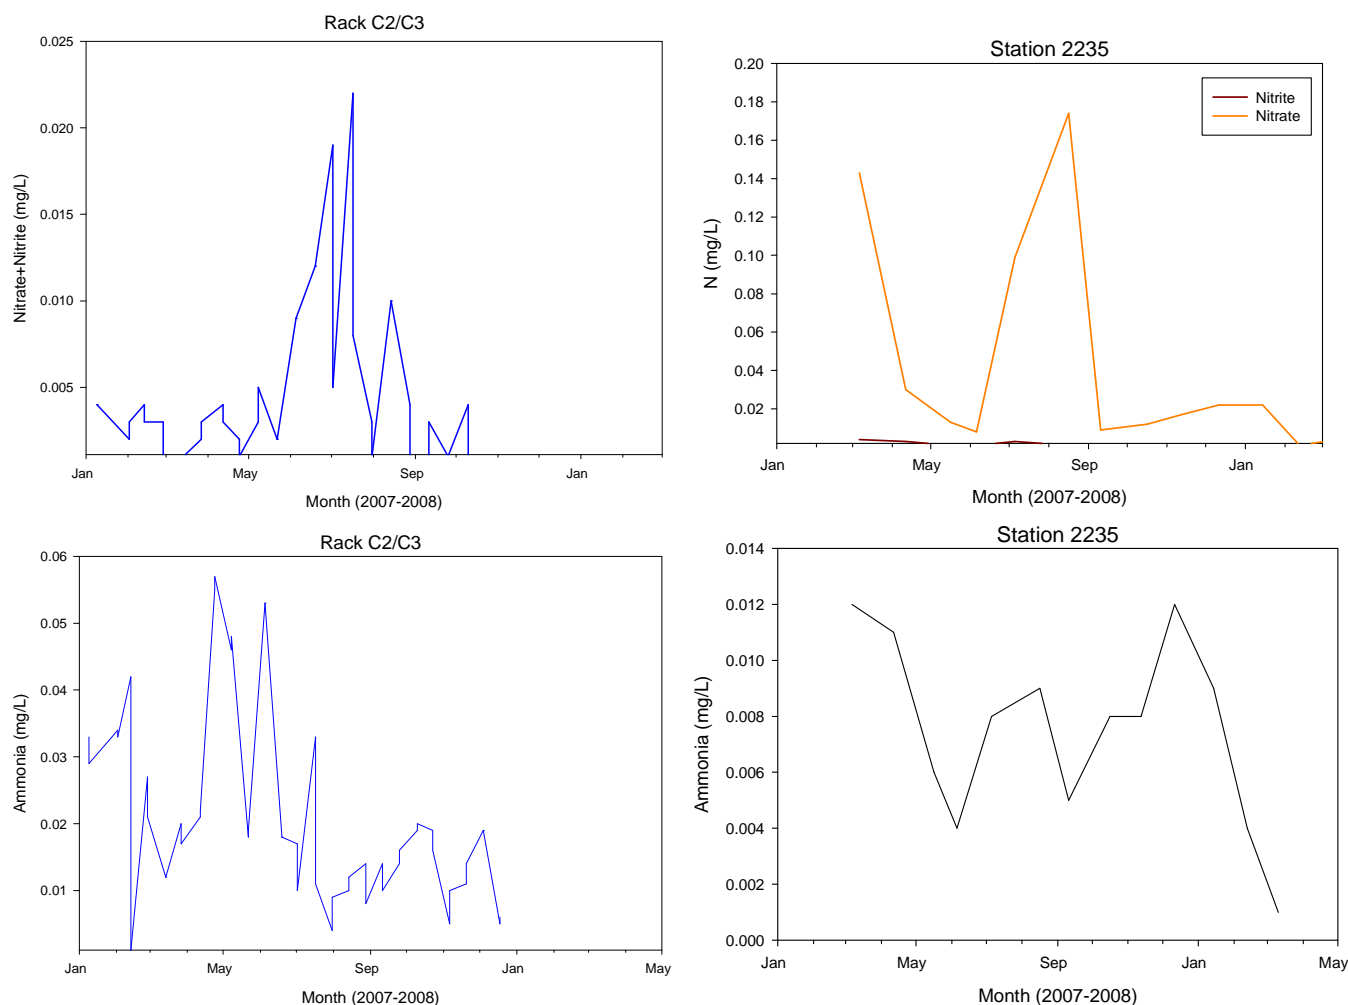 Rack C2/C3
0.025
0.020
0.015
0.010
0.005
Nitrate+Nitrite (mg/L)
Jan May Sep Jan
Month (2007-2008)
Station 2235
0.20
0.18
0.16
0.14
0.12
0.10
0.08
0.06
0.04
0.02
N (mg/L)
Nitrite
Nitrate
Jan May Sep Jan
Month (2007-2008)
Rack C2/C3
0.06
0.05
0.04
0.03
0.02
0.01
Ammonia (mg/L)
Jan May Sep Jan May
Month (2007-2008)
Station 2235
0.014
0.012
0.010
0.008
0.006
0.004
0.002
0.000
Ammonia (mg/L)
Jan May Sep Jan May
Month (2007-2008)